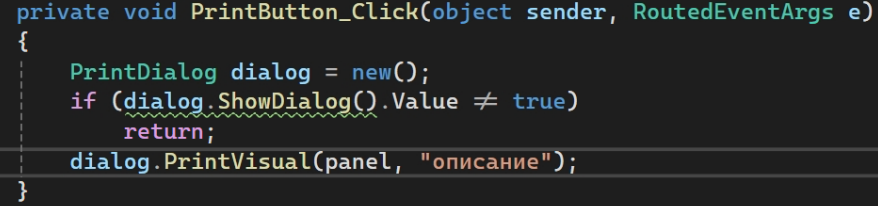 private void PrintButton_Click(object sender, RoutedEventArgs e)
{
PrintDialog dialog = new();
if (dialog.ShowDialog().Value != true)
return;
dialog.PrintVisual(panel, "описание");
}